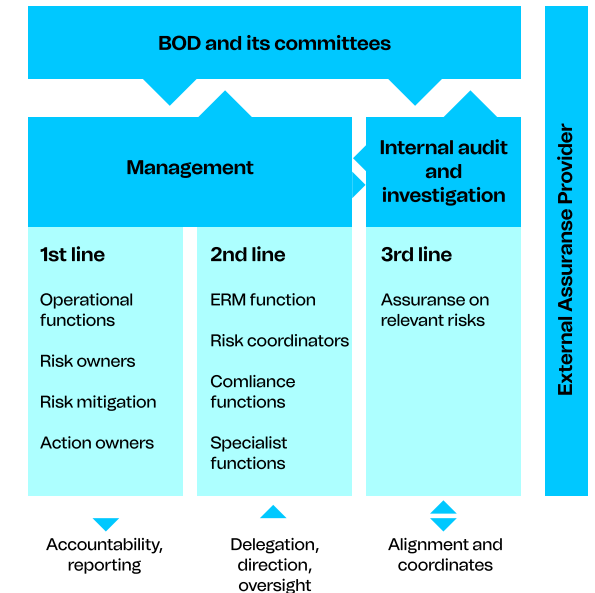 BOD and its committees
Management
Internal audit
and
investigation
1st line
Operational
functions
Risk owners
Risk mitigation
Action owners
2nd line
ERM function
Risk coordinators
Comliance
functions
Specialist
functions
3rd line
Assuranse on
relevant risks
External Assuranse Provider
Accountability,
reporting
Delegation,
direction,
oversight
Alignment and
coordinates